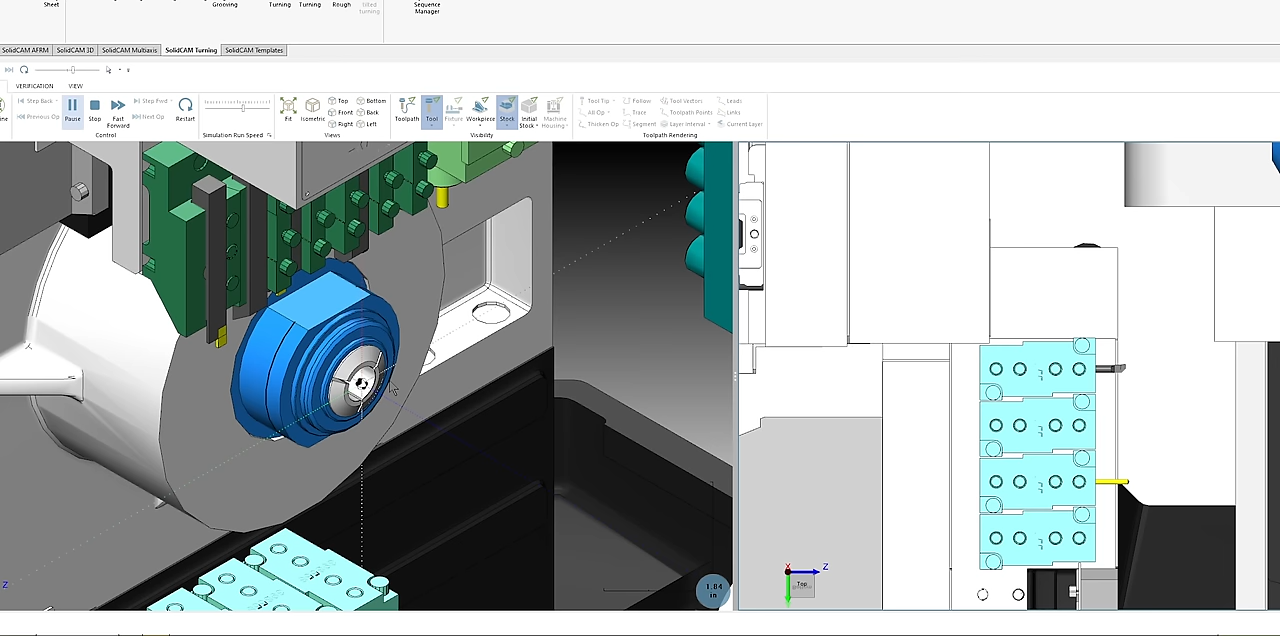 Sheet Grooving Turning Turning Rough tilted turning Sequence Manager
SolidCAM AFRM SolidCAM 3D SolidCAM Multiaxis SolidCAM Turning SolidCAM Templates
VERIFICATION VIEW
Step Back Step Fwd
Previous Op Next Op
Pause Stop Fast Forward Restart
Control
Simulation Run Speed
Fit Isometric
Top Bottom
Front Back
Right Left
Views
Toolpath Tool Fixture Workpiece Stock Initial Stock Machine Housing
Visibility
Tool Tip Follow Tool Vectors Leads
All Op Trace Toolpath Points Links
Thicken Op Segment Layer Interval Current Layer
Toolpath Rendering
Z
1.84
in
X
Z
Top